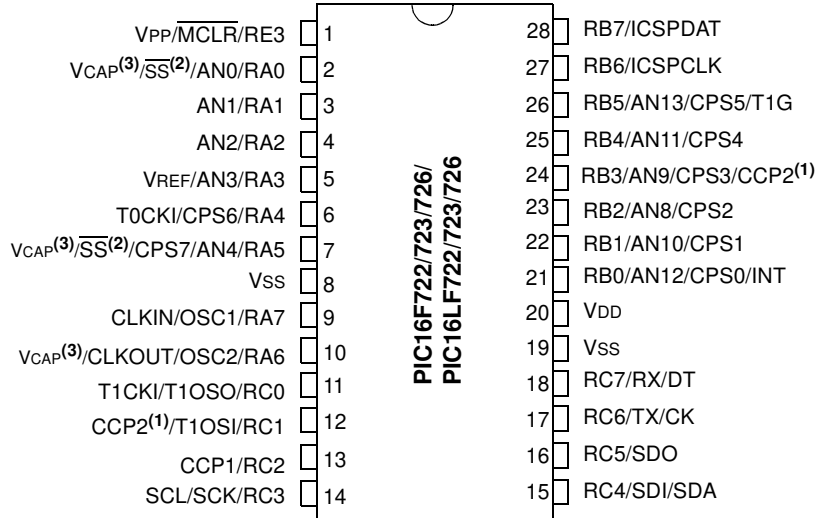 VPP/MCLR/RE3 1
VCAP(3)/SS(2)/AN0/RA0 2
AN1/RA1 3
AN2/RA2 4
VREF/AN3/RA3 5
T0CKI/CPS6/RA4 6
VCAP(3)/SS(2)/CPS7/AN4/RA5 7
VSS 8
CLKIN/OSC1/RA7 9
VCAP(3)/CLKOUT/OSC2/RA6 10
T1CKI/T1OSO/RC0 11
CCP2(1)/T1OSI/RC1 12
CCP1/RC2 13
SCL/SCK/RC3 14
PIC16F722/723/726/
PIC16LF722/723/726
28 RB7/ICSPDAT
27 RB6/ICSPCLK
26 RB5/AN13/CPS5/T1G
25 RB4/AN11/CPS4
24 RB3/AN9/CPS3/CCP2(1)
23 RB2/AN8/CPS2
22 RB1/AN10/CPS1
21 RB0/AN12/CPS0/INT
20 VDD
19 VSS
18 RC7/RX/DT
17 RC6/TX/CK
16 RC5/SDO
15 RC4/SDI/SDA